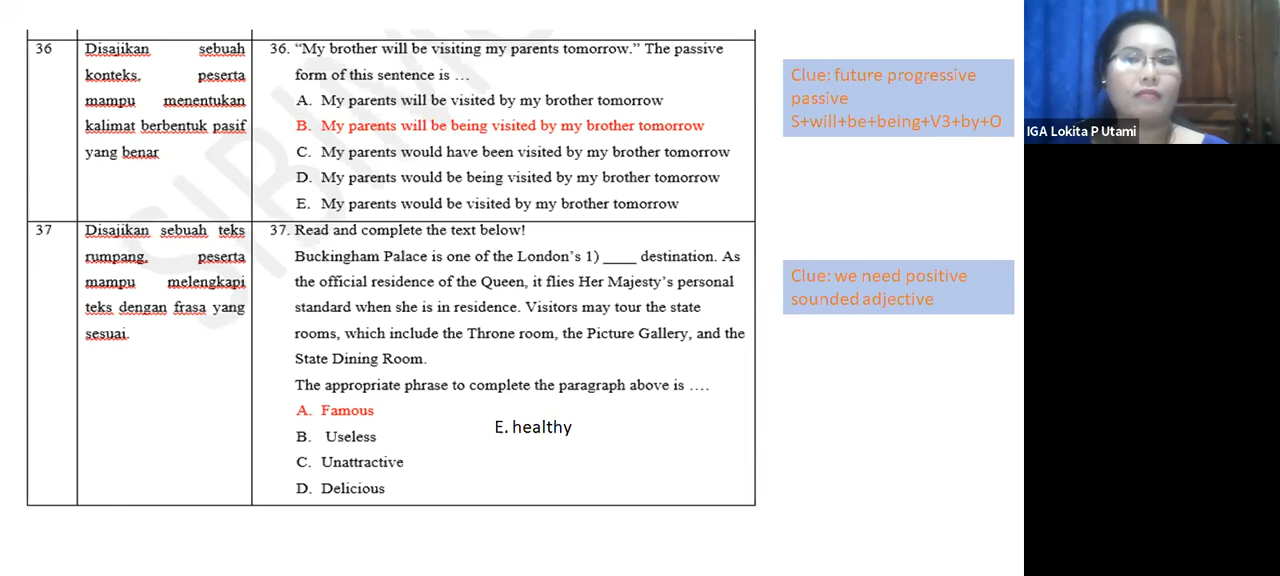 36
Disajikan sebuah
konteks, peserta
mampu menentukan
kalimat berbentuk pasif
yang benar
36. “My brother will be visiting my parents tomorrow.” The passive
form of this sentence is …
A. My parents will be visited by my brother tomorrow
B. My parents will be being visited by my brother tomorrow
C. My parents would have been visited by my brother tomorrow
D. My parents would be being visited by my brother tomorrow
E. My parents would be visited by my brother tomorrow
Clue: future progressive
passive
S+will+be+being+V3+by+O
37
Disajikan sebuah teks
rumpang, peserta
mampu melengkapi
teks dengan frasa yang
sesuai.
37. Read and complete the text below!
Buckingham Palace is one of the London’s 1) ____ destination. As
the official residence of the Queen, it flies Her Majesty’s personal
standard when she is in residence. Visitors may tour the state
rooms, which include the Throne room, the Picture Gallery, and the
State Dining Room.
The appropriate phrase to complete the paragraph above is ….
A. Famous
B. Useless
C. Unattractive
D. Delicious
E. healthy
Clue: we need positive
sounded adjective
IGA Lokita P Utami